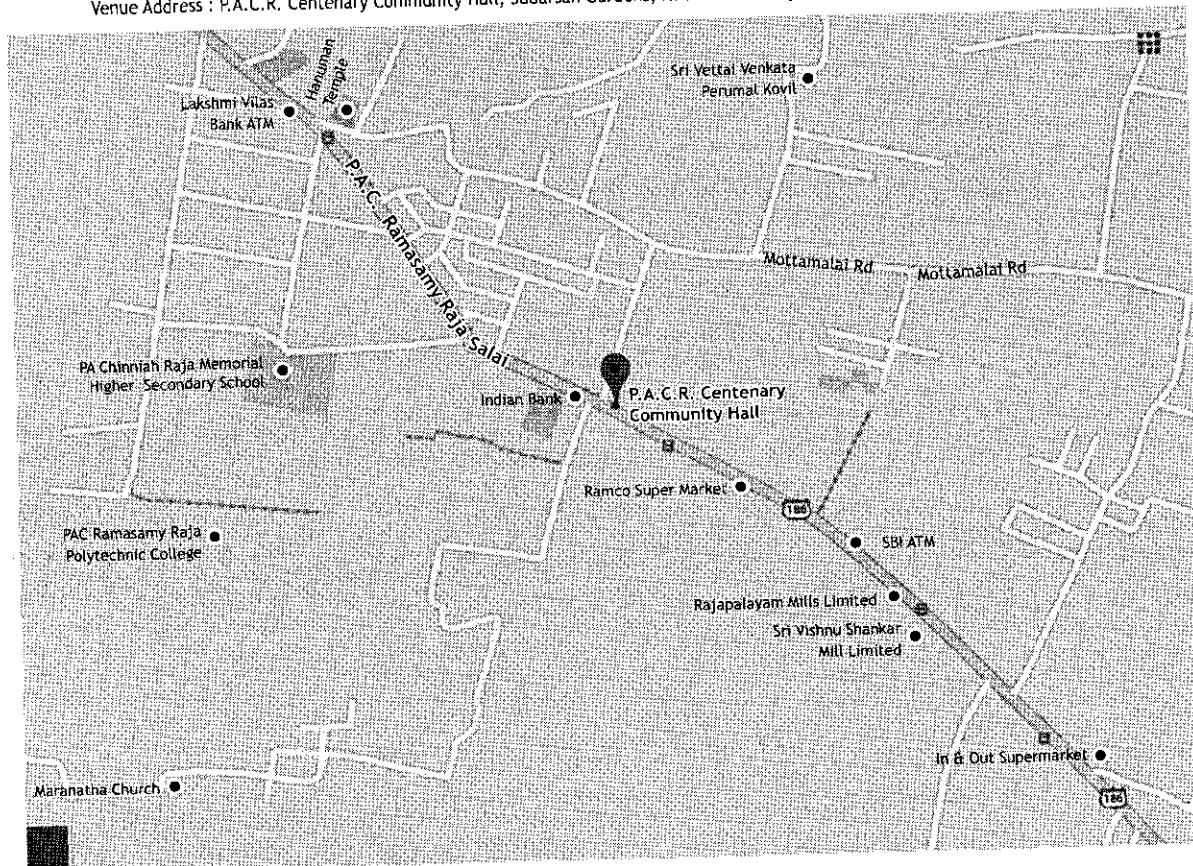 Venue Address : P.A.C.R. Centenary Community Hall, Sudarsan Gardens,
Hanuman
Temple
Lakshmi Vilas
Bank ATM
Sri Vettai Venkata
Perumal Kovil
P.A.C. Ramasamy Raja Salai
Mottamalai Rd
Mottamalai Rd
PA Chinniah Raja Memorial
Higher Secondary School
Indian Bank
P.A.C.R. Centenary
Community Hall
Ramco Super Market
186
PAC Ramasamy Raja
Polytechnic College
SBI ATM
Rajapalayam Mills Limited
Sri Vishnu Shankar
Mill Limited
In & Out Supermarket
Maranatha Church
186